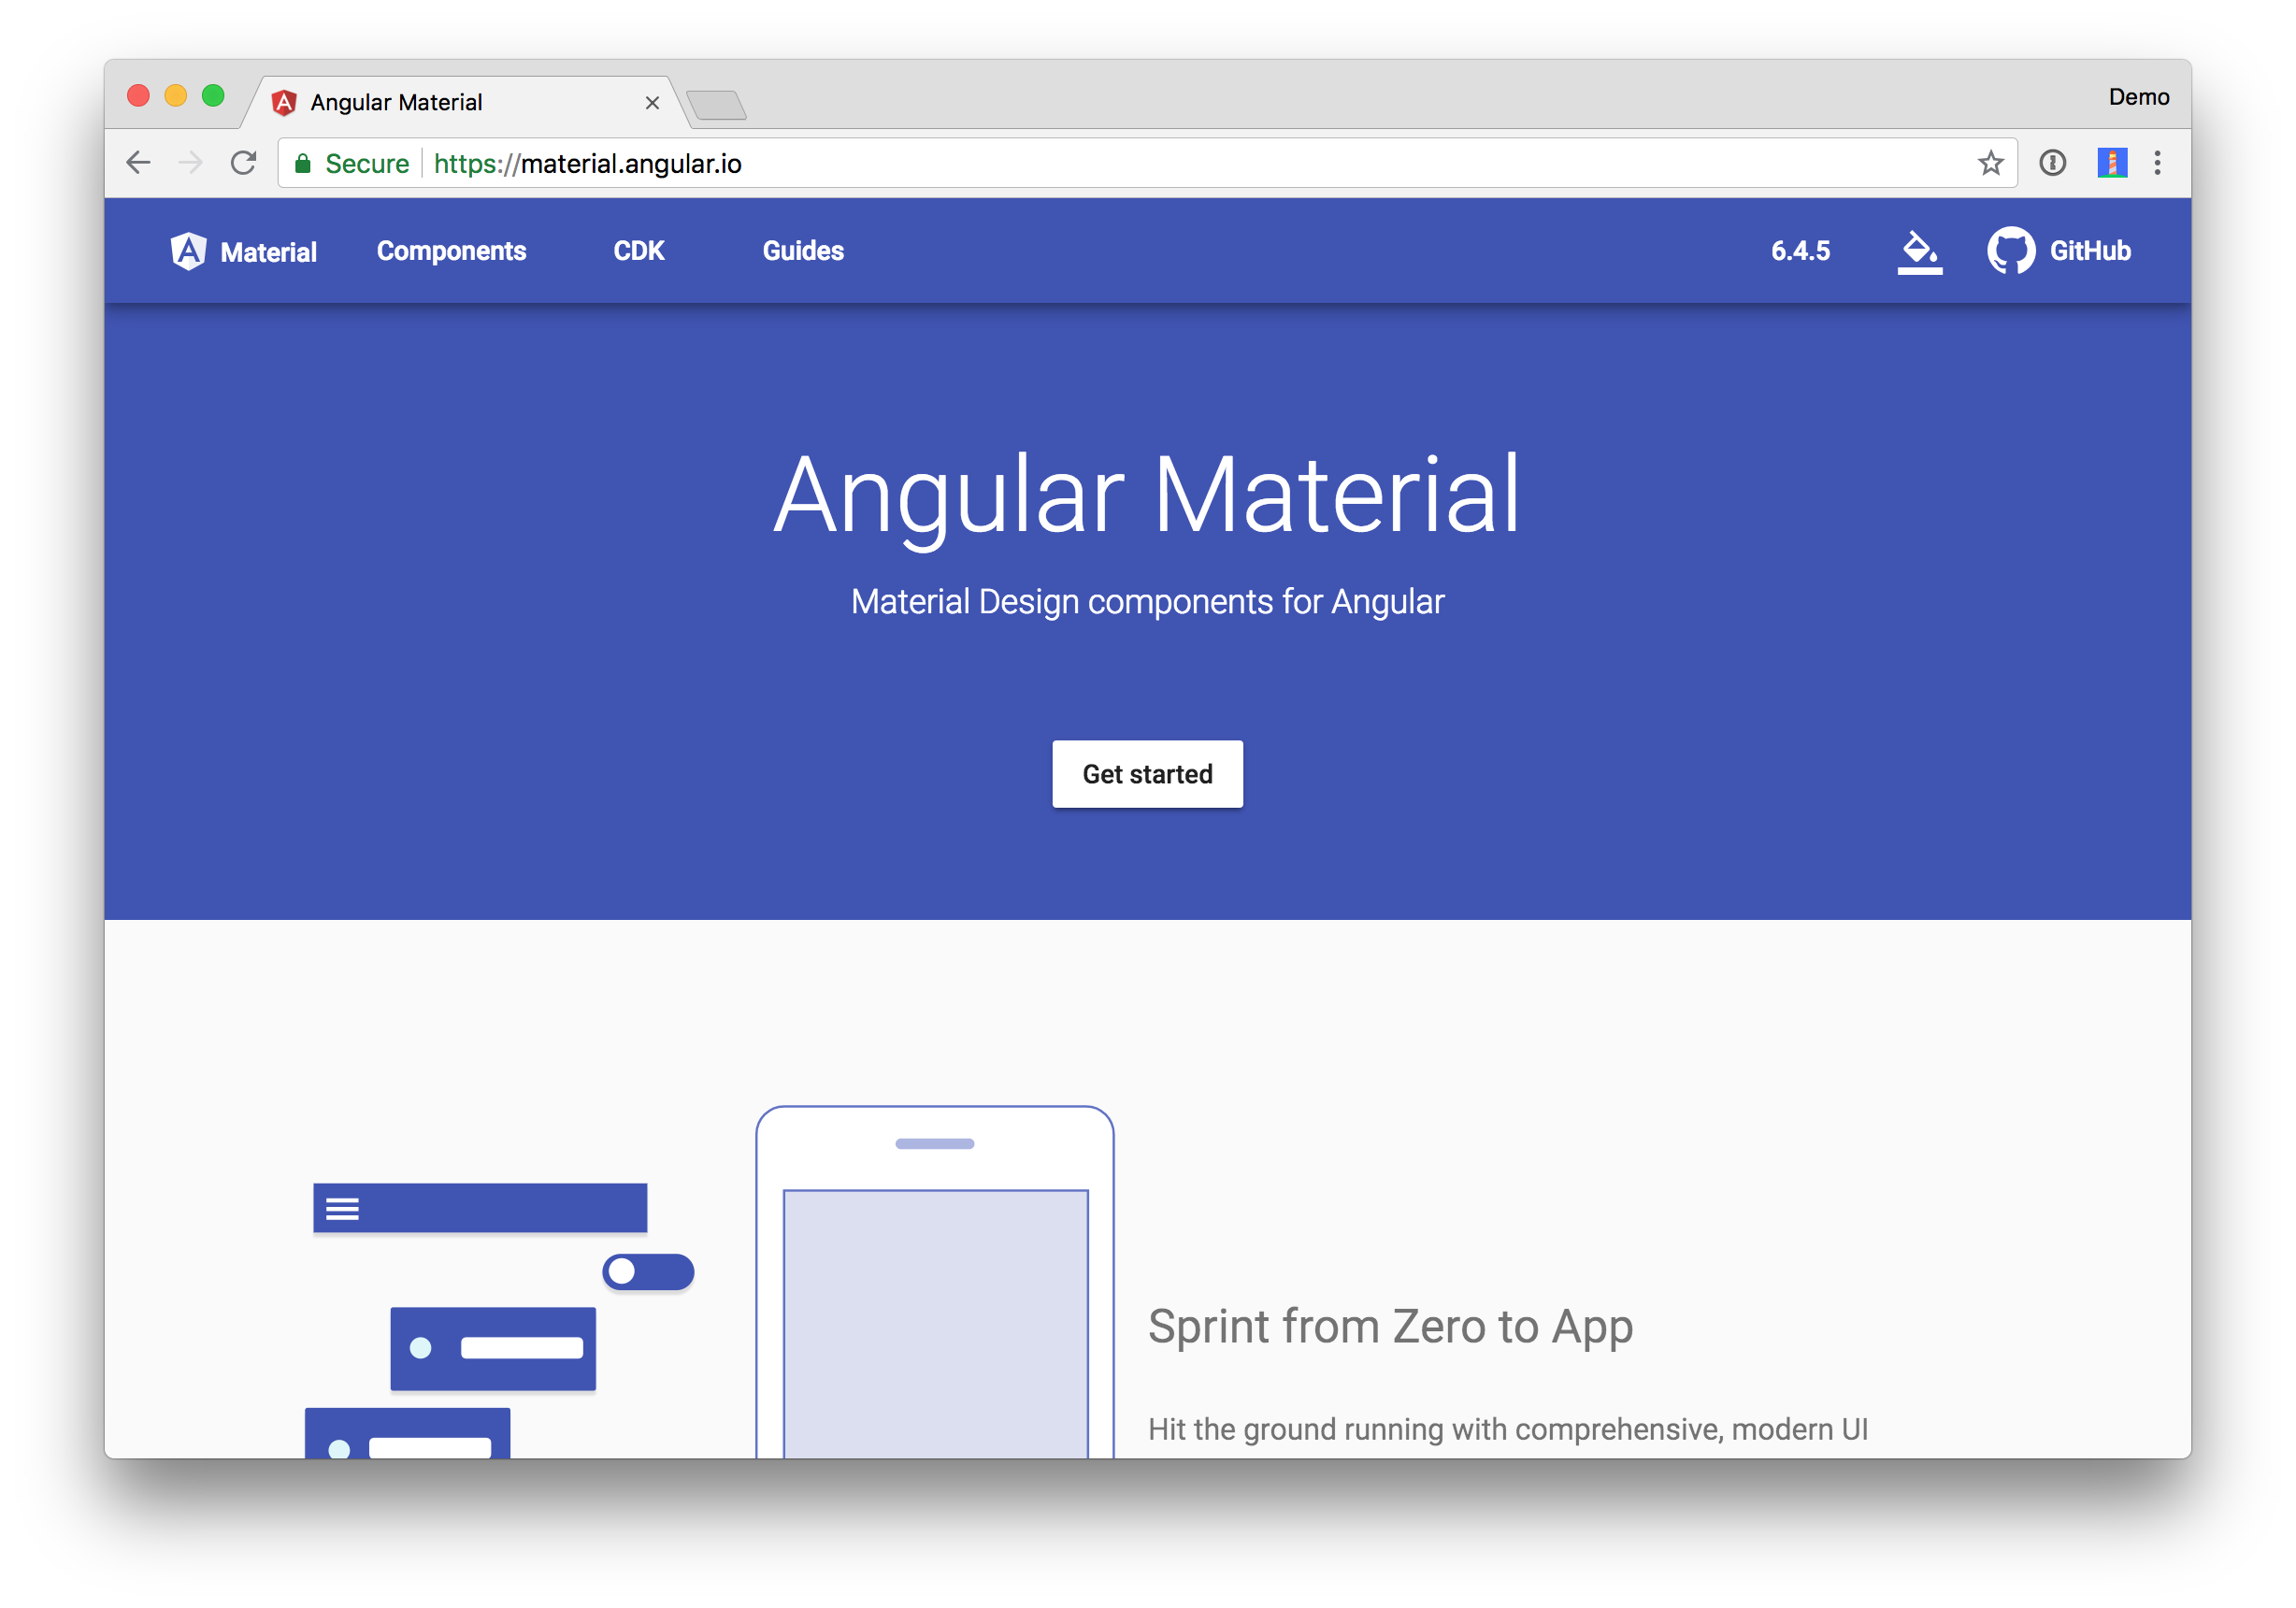 Angular Material
Demo
Secure https://material.angular.io
Material Components CDK Guides 6.4.5 GitHub
Angular Material
Material Design components for Angular
Get started
Sprint from Zero to App
Hit the ground running with comprehensive, modern UI